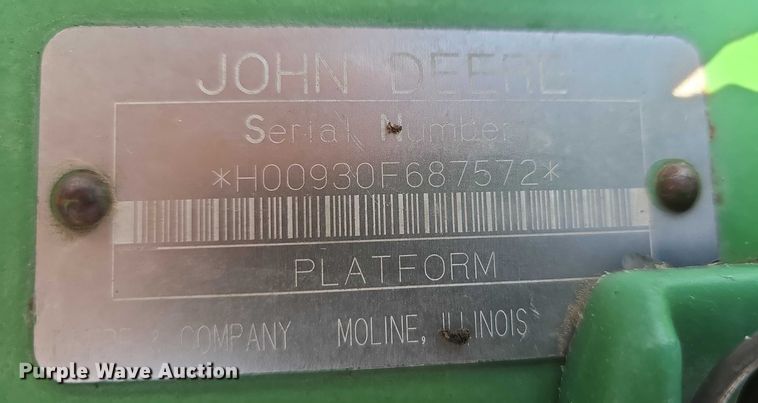 JOHN DEERE
Serial Number
*H00930F687572*
PLATFORM
& COMPANY MOLINE, ILLINOIS
Purple Wave Auction